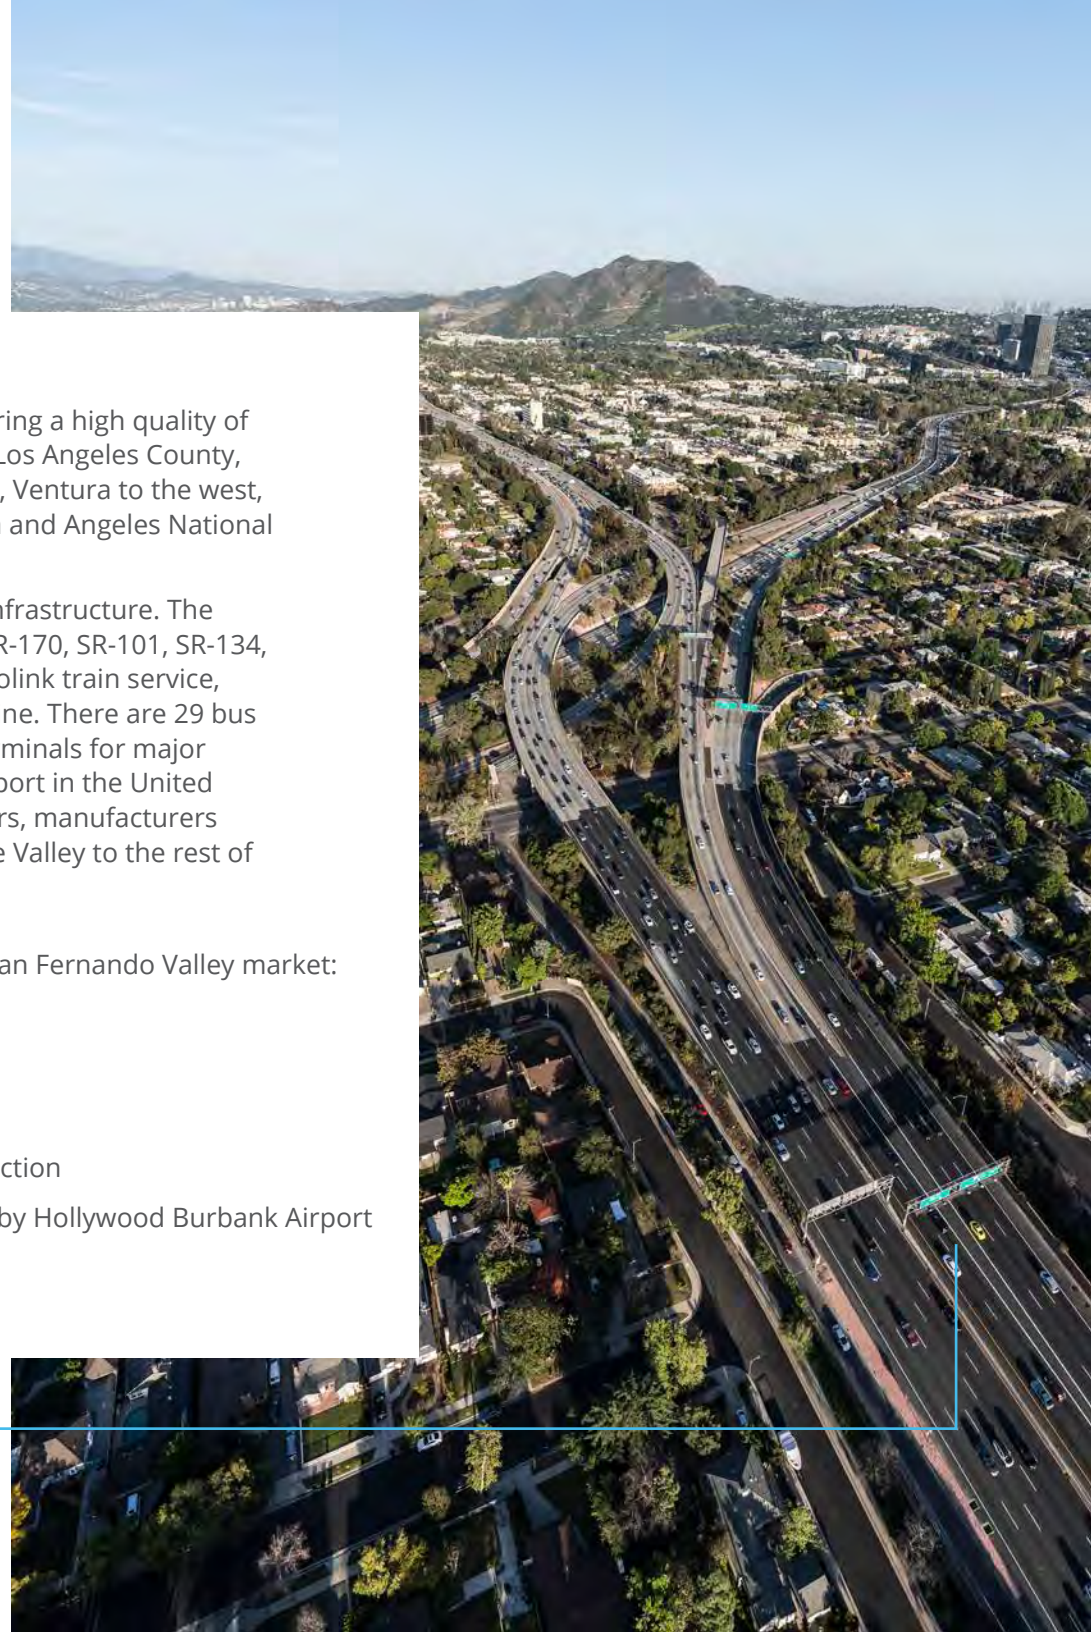 ring a high quality of
Los Angeles County,
, Ventura to the west,
and Angeles National
nfrastructure. The
R-170, SR-101, SR-134,
olink train service,
ne. There are 29 bus
minals for major
port in the United
rs, manufacturers
e Valley to the rest of
an Fernando Valley market:
ction
by Hollywood Burbank Airport